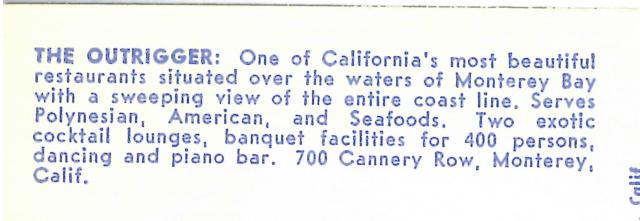 THE OUTRIGGER: One of California's most beautiful
restaurants situated over the waters of Monterey Bay
with a sweeping view of the entire coast line. Serves
Polynesian, American, and Seafoods. Two exotic
cocktail lounges, banquet facilities for 400 persons,
dancing and piano bar. 700 Cannery Row, Monterey,
Calif.
Calif